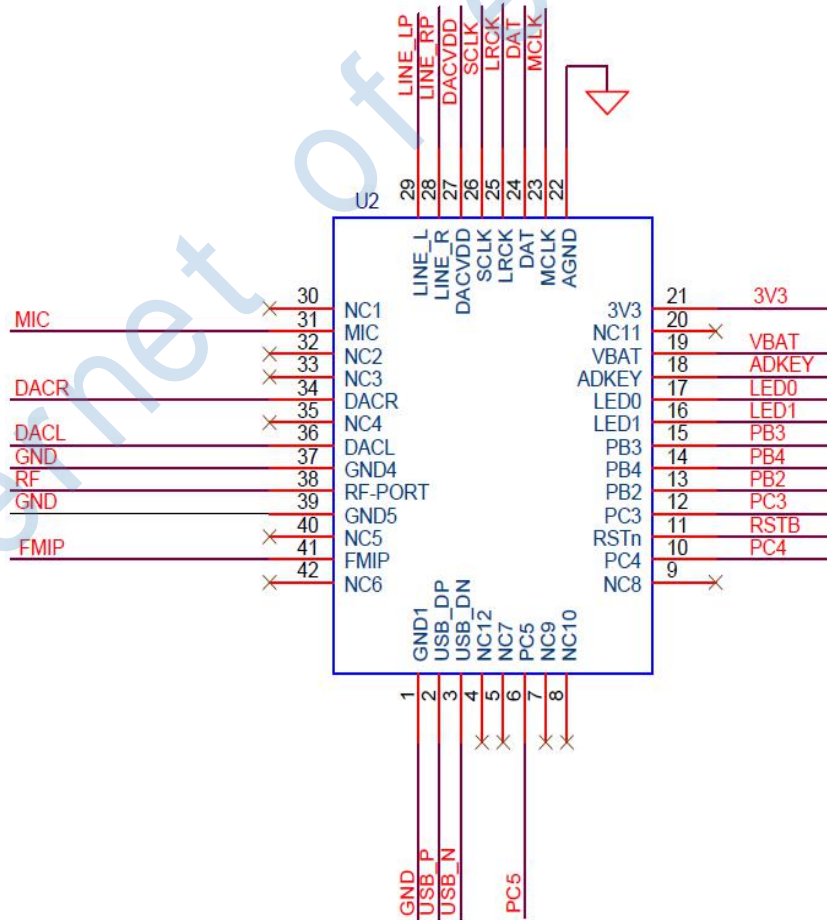 ernet of
LINE_LP
LINE_RP
DACVDD
SCLK
LRCK
DAT
MCLK
29
28
27
26
25
24
23
22
U2
LINE_L
LINE_R
DACVDD
SCLK
LRCK
DAT
MCLK
AGND
30 NC1
MIC 31 MIC
32 NC2
33 NC3
DACR 34 DACR
35 NC4
DACL 36 DACL
GND 37 GND4
RF 38 RF-PORT
GND 39 GND5
40 NC5
FMIP 41 FMIP
42 NC6
3V3 21 3V3
NC11 20
VBAT 19 VBAT
ADKEY 18 ADKEY
LED0 17 LED0
LED1 16 LED1
PB3 15 PB3
PB4 14 PB4
PB2 13 PB2
PC3 12 PC3
RSTn 11 RSTB
PC4 10 PC4
NC8 9
GND1
USB_DP
USB_DN
NC12
NC7
PC5
NC9
NC10
1
2
3
4
5
6
7
8
GND
USB_P
USB_N
PC5